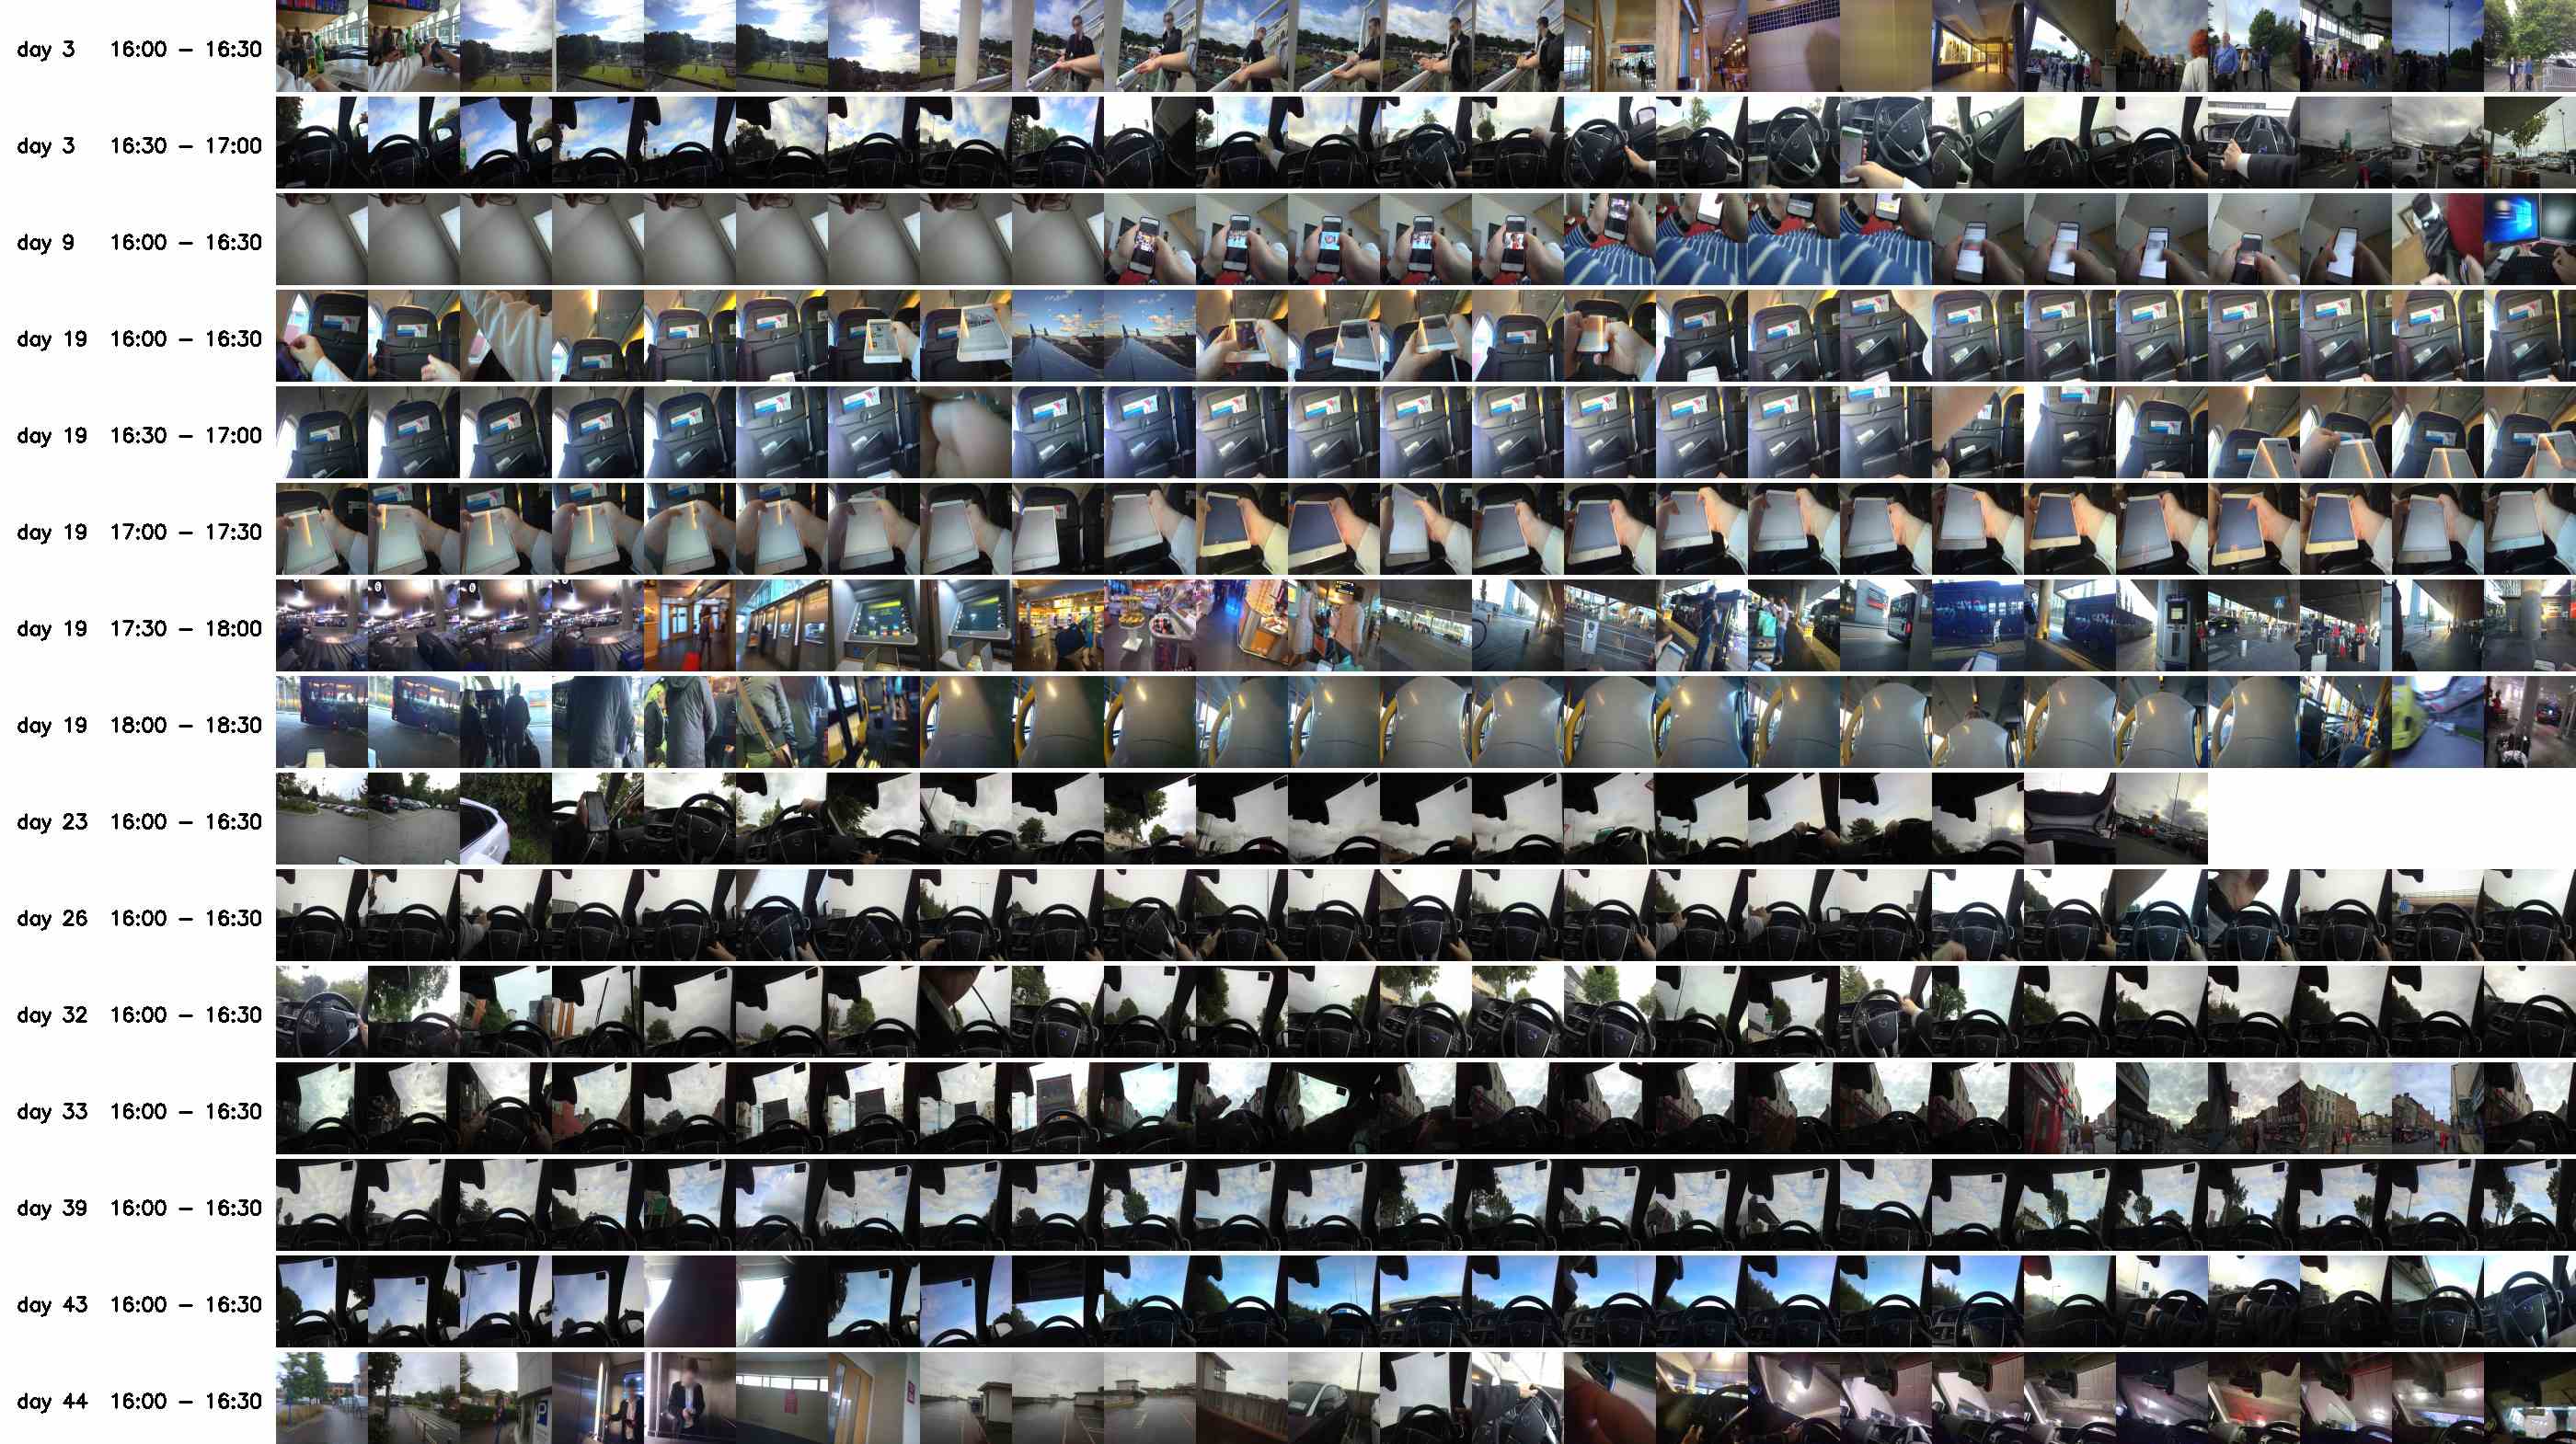 day 3 16:00 - 16:30
day 3 16:30 - 17:00
day 9 16:00 - 16:30
day 19 16:00 - 16:30
day 19 16:30 - 17:00
day 19 17:00 - 17:30
day 19 17:30 - 18:00
day 19 18:00 - 18:30
day 23 16:00 - 16:30
day 26 16:00 - 16:30
day 32 16:00 - 16:30
day 33 16:00 - 16:30
day 39 16:00 - 16:30
day 43 16:00 - 16:30
day 44 16:00 - 16:30